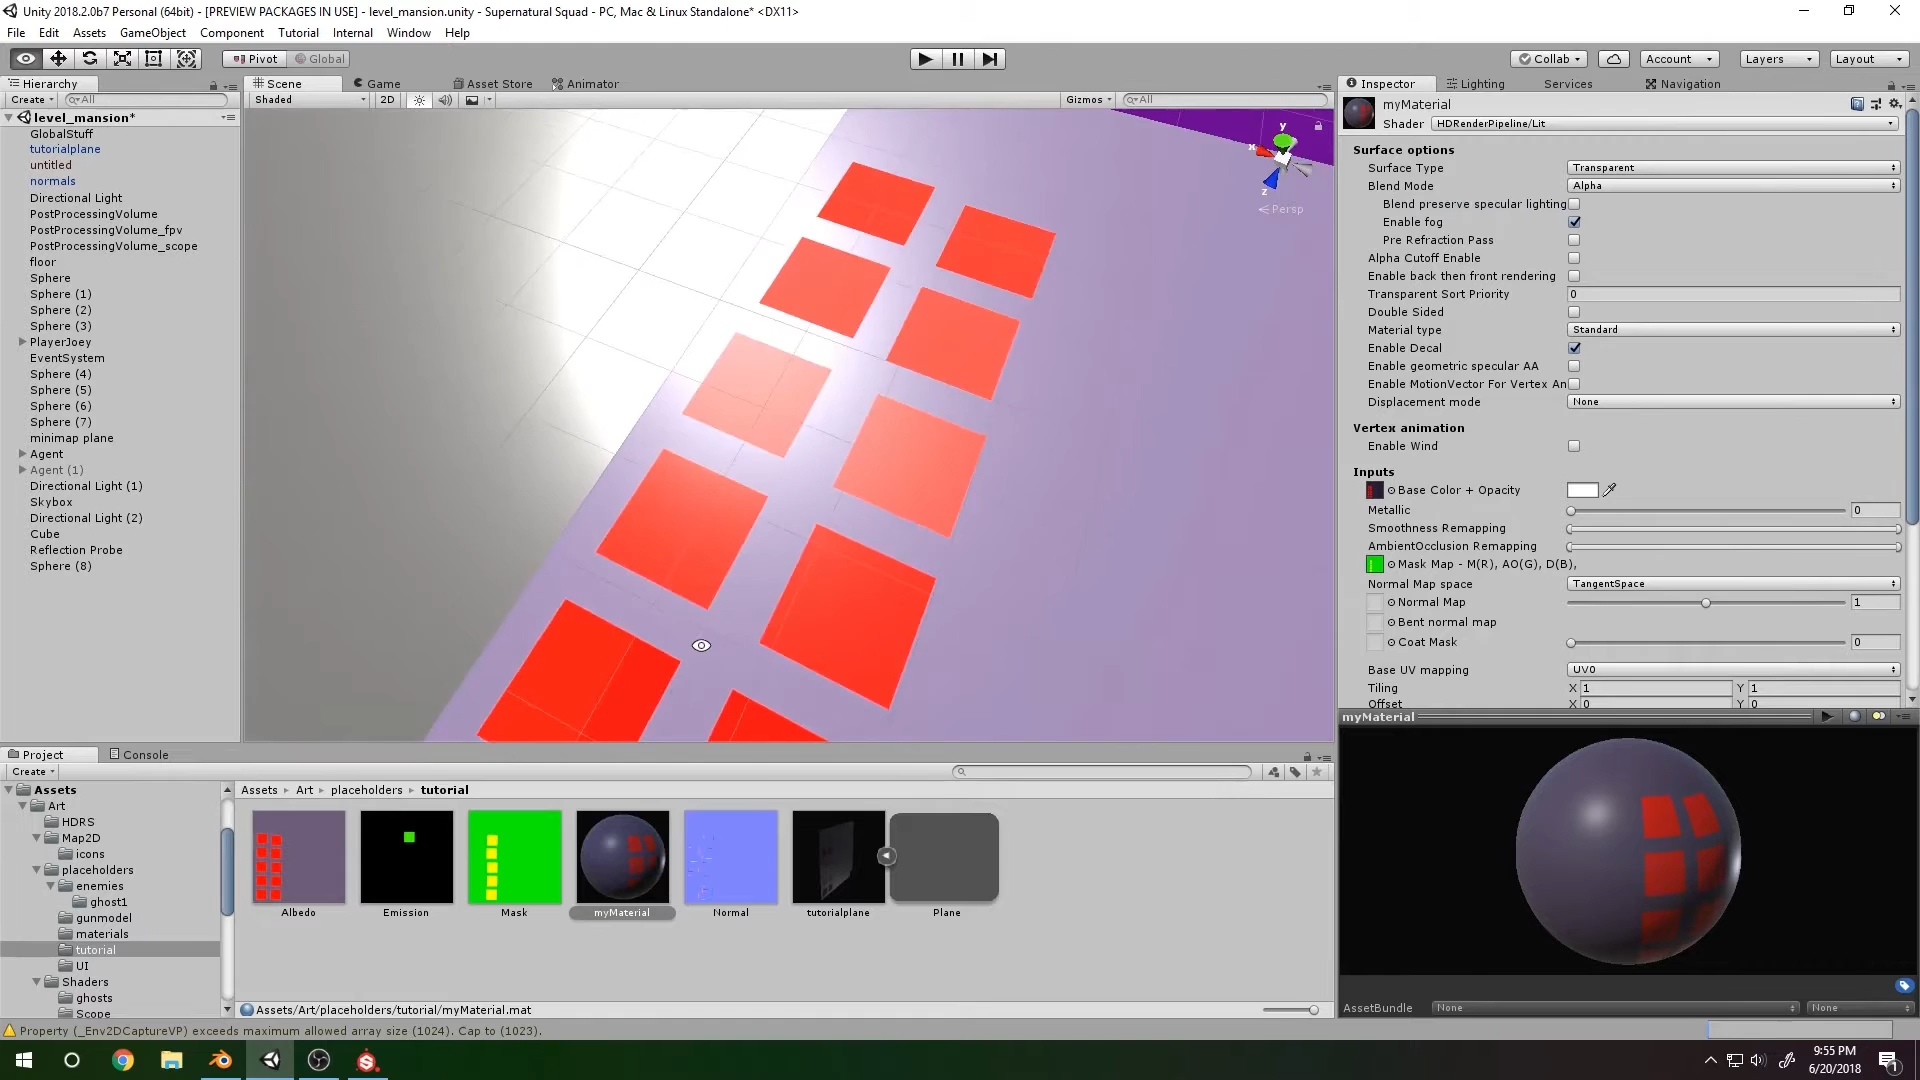 Unity 2018.2.0b7 Personal (64bit) - [PREVIEW PACKAGES IN USE] - level_mansion.unity - Supernatural Squad - PC, Mac & Linux Standalone* <DX11>
File Edit Assets GameObject Component Tutorial Internal Window Help
Pivot Global Collab Account Layers Layout
Hierarchy
Create All
level_mansion*
GlobalStuff
tutorialplane
untitled
normals
Directional Light
PostProcessingVolume
PostProcessingVolume_fpv
PostProcessingVolume_scope
floor
Sphere
Sphere (1)
Sphere (2)
Sphere (3)
PlayerJoey
EventSystem
Sphere (4)
Sphere (5)
Sphere (6)
Sphere (7)
minimap plane
Agent
Agent (1)
Directional Light (1)
Skybox
Directional Light (2)
Cube
Reflection Probe
Sphere (8)
Scene Game Asset Store Animator
Shaded 2D Gizmos All
y
x
z
Persp
Inspector Lighting Services Navigation
myMaterial
Shader HDRenderPipeline/Lit
Surface options
Surface Type Transparent
Blend Mode Alpha
Blend preserve specular lighting
Enable fog
Pre Refraction Pass
Alpha Cutoff Enable
Enable back then front rendering
Transparent Sort Priority 0
Double Sided
Material type Standard
Enable Decal
Enable geometric specular AA
Enable MotionVector For Vertex An
Displacement mode None
Vertex animation
Enable Wind
Inputs
Base Color + Opacity
Metallic 0
Smoothness Remapping
AmbientOcclusion Remapping
Mask Map - M(R), AO(G), D(B),
Normal Map space TangentSpace
Normal Map 1
Bent normal map
Coat Mask 0
Base UV mapping UV0
Tiling X 1 Y 1
Offset X 0 Y 0
myMaterial
AssetBundle None None
Project Console
Create
Assets
Art
HDRS
Map2D
icons
placeholders
enemies
ghost1
gunmodel
materials
tutorial
UI
Shaders
ghosts
Scope
Assets Art placeholders tutorial
Albedo Emission Mask myMaterial Normal tutorialplane Plane
Assets/Art/placeholders/tutorial/myMaterial.mat
Property (_Env2DCaptureVP) exceeds maximum allowed array size (1024). Cap to (1023).
9:55 PM
6/20/2018
1